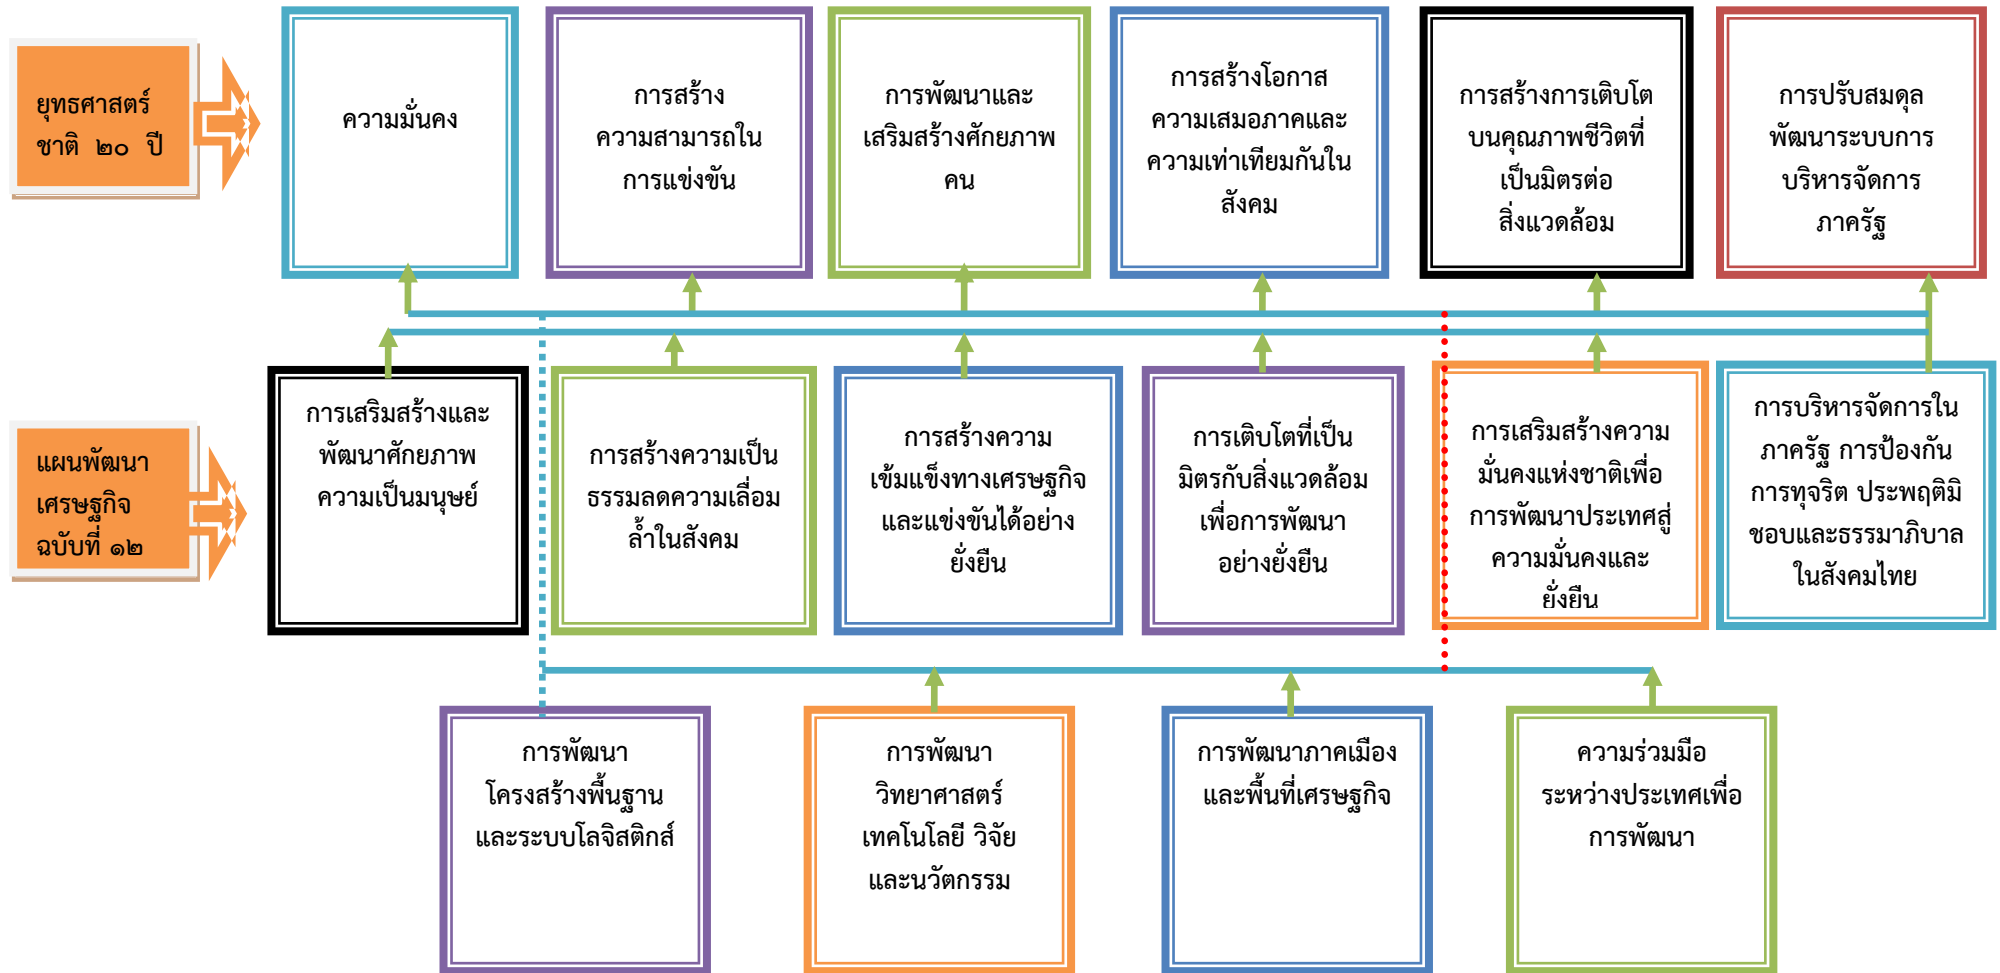 ยุทธศาสตร์
ชาติ ๒๐ ปี
ความมั่นคง
การสร้าง
ความสามารถใน
การแข่งขัน
การพัฒนาและ
เสริมสร้างศักยภาพ
คน
การสร้างโอกาส
ความเสมอภาคและ
ความเท่าเทียมกันใน
สังคม
การสร้างการเติบโต
บนคุณภาพชีวิตที่
เป็นมิตรต่อ
สิ่งแวดล้อม
การปรับสมดุล
พัฒนาระบบการ
บริหารจัดการ
ภาครัฐ
แผนพัฒนา
เศรษฐกิจ
ฉบับที่ ๑๒
การเสริมสร้างและ
พัฒนาศักยภาพ
ความเป็นมนุษย์
การสร้างความเป็น
ธรรมลดความเลื่อม
ล้ำในสังคม
การสร้างความ
เข้มแข็งทางเศรษฐกิจ
และแข่งขันได้อย่าง
ยั่งยืน
การเติบโตที่เป็น
มิตรกับสิ่งแวดล้อม
เพื่อการพัฒนา
อย่างยั่งยืน
การเสริมสร้างความ
มั่นคงแห่งชาติเพื่อ
การพัฒนาประเทศสู่
ความมั่นคงและ
ยั่งยืน
การบริหารจัดการใน
ภาครัฐ การป้องกัน
การทุจริต ประพฤติมิ
ชอบและธรรมาภิบาล
ในสังคมไทย
การพัฒนา
โครงสร้างพื้นฐาน
และระบบโลจิสติกส์
การพัฒนา
วิทยาศาสตร์
เทคโนโลยี วิจัย
และนวัตกรรม
การพัฒนาภาคเมือง
และพื้นที่เศรษฐกิจ
ความร่วมมือ
ระหว่างประเทศเพื่อ
การพัฒนา